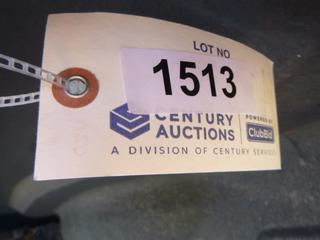 LOT NO
1513
CENTURY
AUCTIONS
POWERED BY
ClubBid
A DIVISION OF CENTURY SERVICES